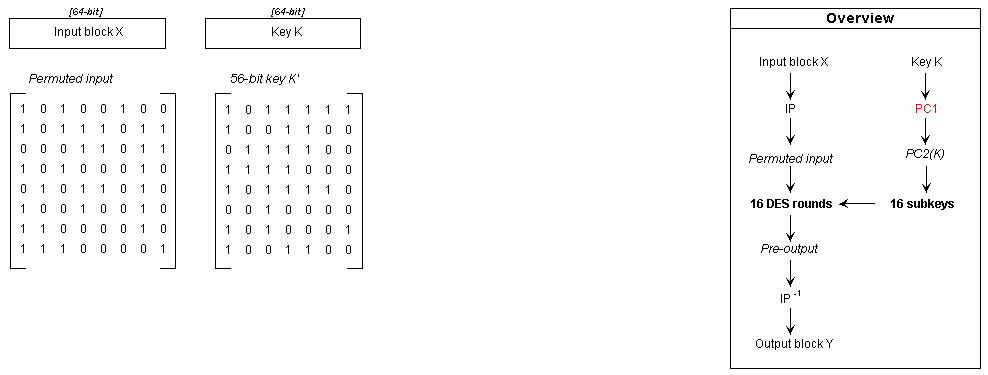 [64-bit]
Input block X
[64-bit]
Key K
Permuted input
1 0 1 0 0 1 0 0
1 0 1 1 1 0 1 1
0 0 0 1 1 1 1 1
1 0 1 0 0 1 0 0
0 1 0 1 1 0 1 0
1 0 1 0 0 0 1 0
1 1 0 0 0 0 1 0
1 1 1 0 0 0 0 1
56-bit key K'
1 0 1 1 1 1 1
1 0 0 1 1 0 0
0 1 0 1 1 1 1
1 1 1 0 0 0 0
1 0 1 1 1 1 0
0 0 1 0 0 0 0
1 0 1 0 0 0 1
1 0 0 1 1 0 0
Overview
Input block X
Key K
IP
PC1
Permuted input
PC2(K)
16 DES rounds
16 subkeys
Pre-output
IP -1
Output block Y